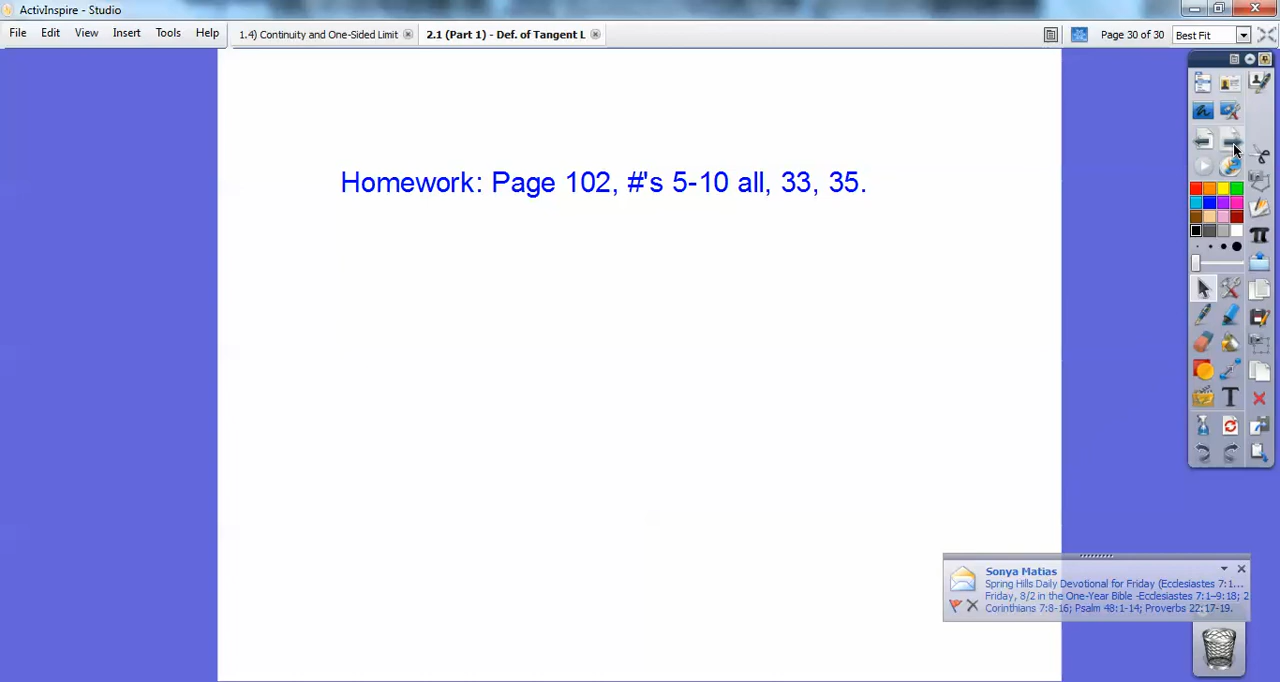 ActivInspire - Studio
File Edit View Insert Tools Help
1.4) Continuity and One-Sided Limit
2.1 (Part 1) - Def. of Tangent L
Page 30 of 30
Best Fit
Homework: Page 102, #'s 5-10 all, 33, 35.
Sonya Matias
Spring Hills Daily Devotional for Friday (Ecclesiastes 7:1...
Friday, 8/2 in the One-Year Bible -Ecclesiastes 7:1–9:18; 2
Corinthians 7:8-16; Psalm 48:1-14; Proverbs 22:17-19.